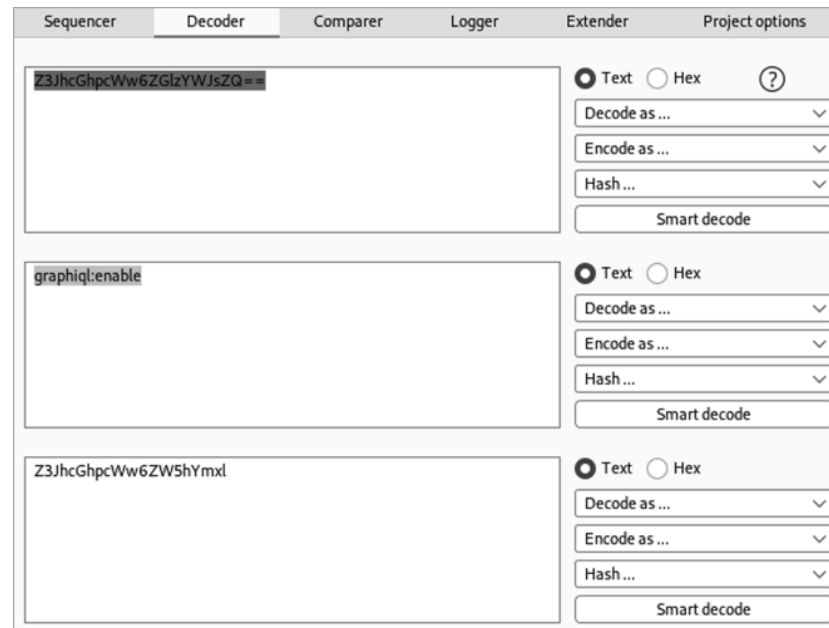 Sequencer Decoder Comparer Logger Extender Project options
Z3JhcGhpcWw6ZGlzYWJsZQ==
Text Hex ?
Decode as ...
Encode as ...
Hash ...
Smart decode
graphiql:enable
Text Hex
Decode as ...
Encode as ...
Hash ...
Smart decode
Z3JhcGhpcWw6ZW5hYmxl
Text Hex
Decode as ...
Encode as ...
Hash ...
Smart decode